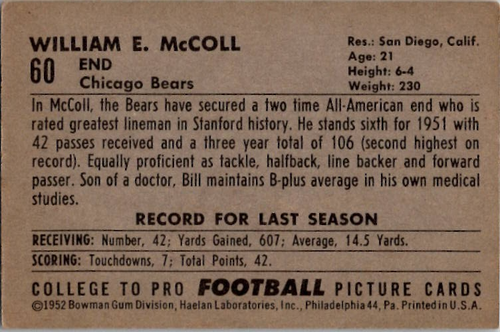 WILLIAM E. McCOLL
Res.: San Diego, Calif.
60
END
Age: 21
Chicago Bears
Height: 6-4
Weight: 230
In McColl, the Bears have secured a two time All-American end who is
rated greatest lineman in Stanford history. He stands sixth for 1951 with
42 passes received and a three year total of 106 (second highest on
record). Equally proficient as tackle, halfback, line backer and forward
passer. Son of a doctor, Bill maintains B-plus average in his own medical
studies.
RECORD FOR LAST SEASON
RECEIVING: Number, 42; Yards Gained, 607; Average, 14.5 Yards.
SCORING: Touchdowns, 7; Total Points, 42.
COLLEGE TO PRO FOOTBALL PICTURE CARDS
©1952 Bowman Gum Division, Haelan Laboratories, Inc., Philadelphia 44, Pa. Printed in U.S.A.